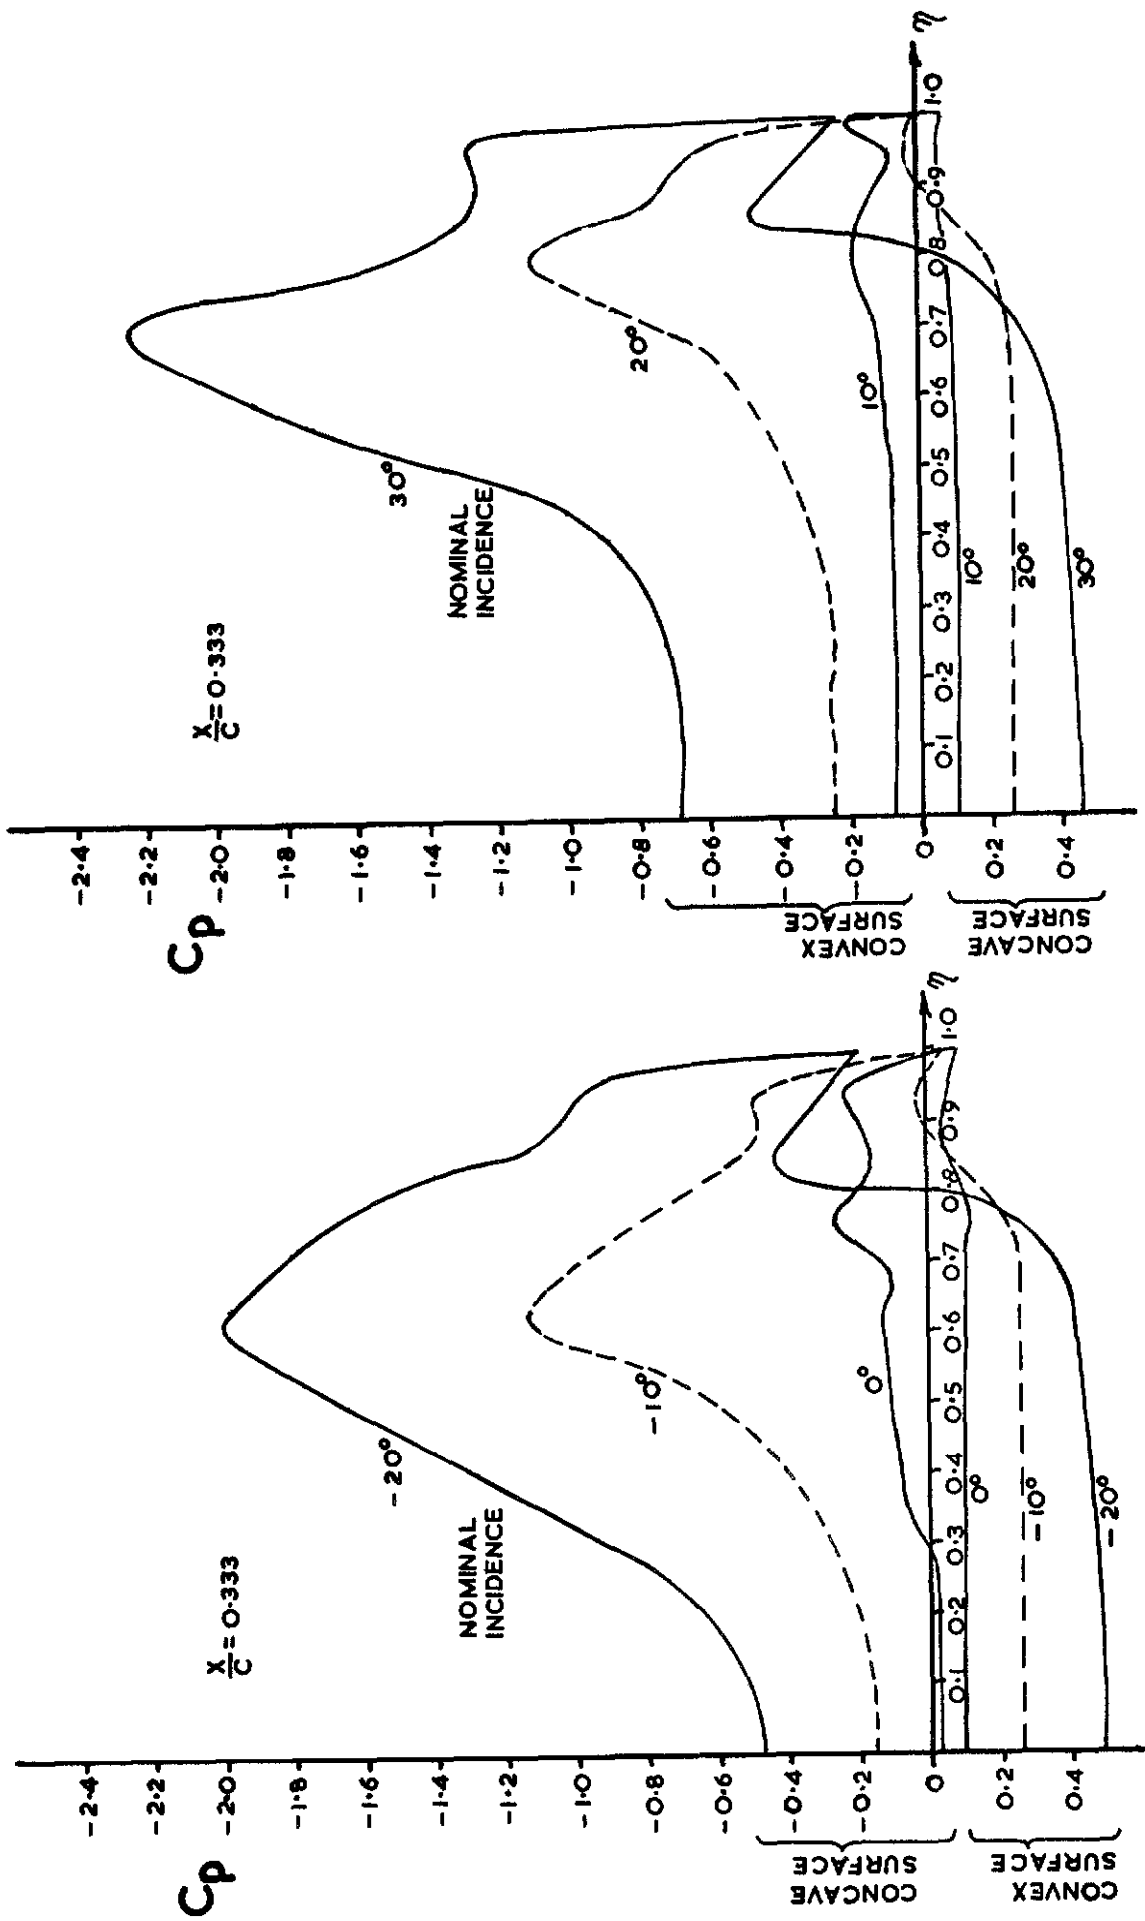 Cp
-2.4
-2.2
-2.0
-1.8
-1.6
-1.4
-1.2
-1.0
-0.8
-0.6
-0.4
-0.2
0
0.2
0.4
CONCAVE
SURFACE
CONVEX
SURFACE
X/C = 0.333
NOMINAL
INCIDENCE
-20°
-10°
0°
0.1 0.2 0.3 0.4 0.5 0.6 0.7 0.8 0.9 1.0 η
0°
-10°
-20°
Cp
-2.4
-2.2
-2.0
-1.8
-1.6
-1.4
-1.2
-1.0
-0.8
-0.6
-0.4
-0.2
0
0.2
0.4
CONVEX
SURFACE
CONCAVE
SURFACE
X/C = 0.333
NOMINAL
INCIDENCE
30°
20°
10°
0.1 0.2 0.3 0.4 0.5 0.6 0.7 0.8 0.9 1.0 η
10°
20°
30°